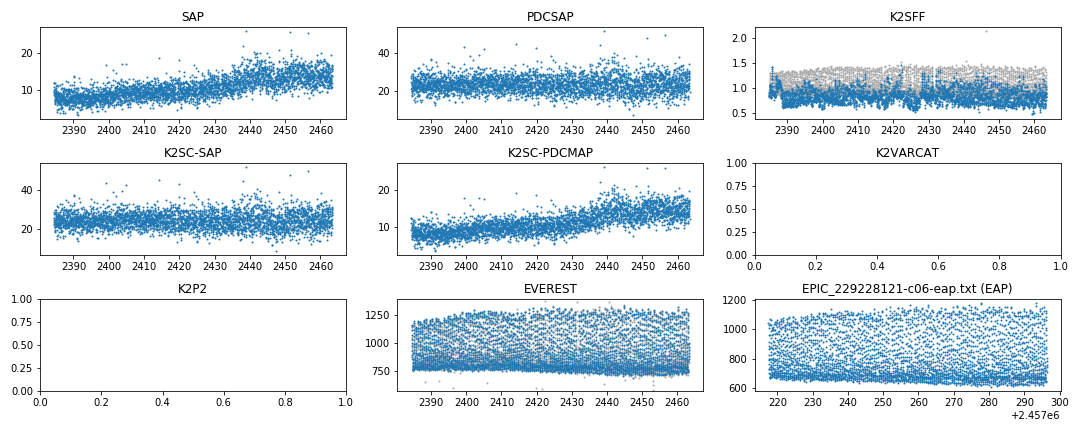 SAP
20
10
2390 2400 2410 2420 2430 2440 2450 2460
PDCSAP
40
20
2390 2400 2410 2420 2430 2440 2450 2460
K2SFF
2.0
1.5
1.0
0.5
2390 2400 2410 2420 2430 2440 2450 2460
K2SC-SAP
40
20
2390 2400 2410 2420 2430 2440 2450 2460
K2SC-PDCMAP
20
10
2390 2400 2410 2420 2430 2440 2450 2460
K2VARCAT
1.00
0.75
0.50
0.25
0.00
0.0 0.2 0.4 0.6 0.8 1.0
K2P2
1.00
0.75
0.50
0.25
0.00
0.0 0.2 0.4 0.6 0.8 1.0
EVEREST
1250
1000
750
2390 2400 2410 2420 2430 2440 2450 2460
EPIC_229228121-c06-eap.txt (EAP)
1200
1000
800
600
220 230 240 250 260 270 280 290 300
+2.457e6